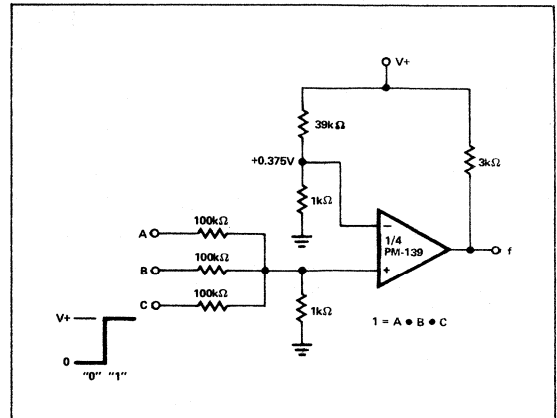 V+
39kΩ
+0.375V
3kΩ
1kΩ
100kΩ
A
−
1/4
PM-139
f
100kΩ
B
+
100kΩ
C
1kΩ
V+
1 = A • B • C
0
"0" "1"